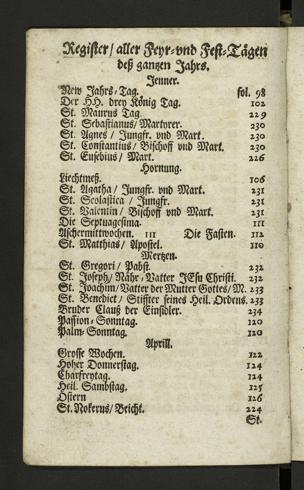 Register/ aller Feyr- vnd Fest-Tägen
deß gantzen Jahrs.
Jenner.
New Jahrs-Tag. fol. 98
Der H.H. drey König Tag. 102
St. Maurus Tag. 229
St. Sebastianus/ Martyrer. 230
St. Agnes / Jungfr. vnd Mart. 230
St. Constantius/ Bischoff vnd Mart. 230
St. Eusebius/ Mart. 226
Hornung.
Liechtmeß. 106
St. Agatha/ Jungfr. vnd Mart. 231
St. Scolastica / Jungfr. 231
St. Valentin/ Bischoff vnd Mart. 231
Die Septuagesima. 111
Aschermittwochen. 111 Die Fasten. 112
St. Matthias/ Apostel. 110
Mertzen.
St. Gregori/ Pabst. 232
St. Joseph/ Nähr-Vatter JEsu Christi. 232
St. Joachim/ Vatter der Mutter Gottes/ M. 233
St. Benedict/ Stiffter seines Heil. Ordens. 233
Bruder Clauß der Einsidler. 234
Passion-Sonntag. 120
Palm-Sonntag. 120
Aprill.
Grosse Wochen. 122
Hoher Donnerstag. 124
Charfreytag. 124
Heil. Sambstag. 125
Ostern 126
St. Nokerus/ Beicht. 224
St.